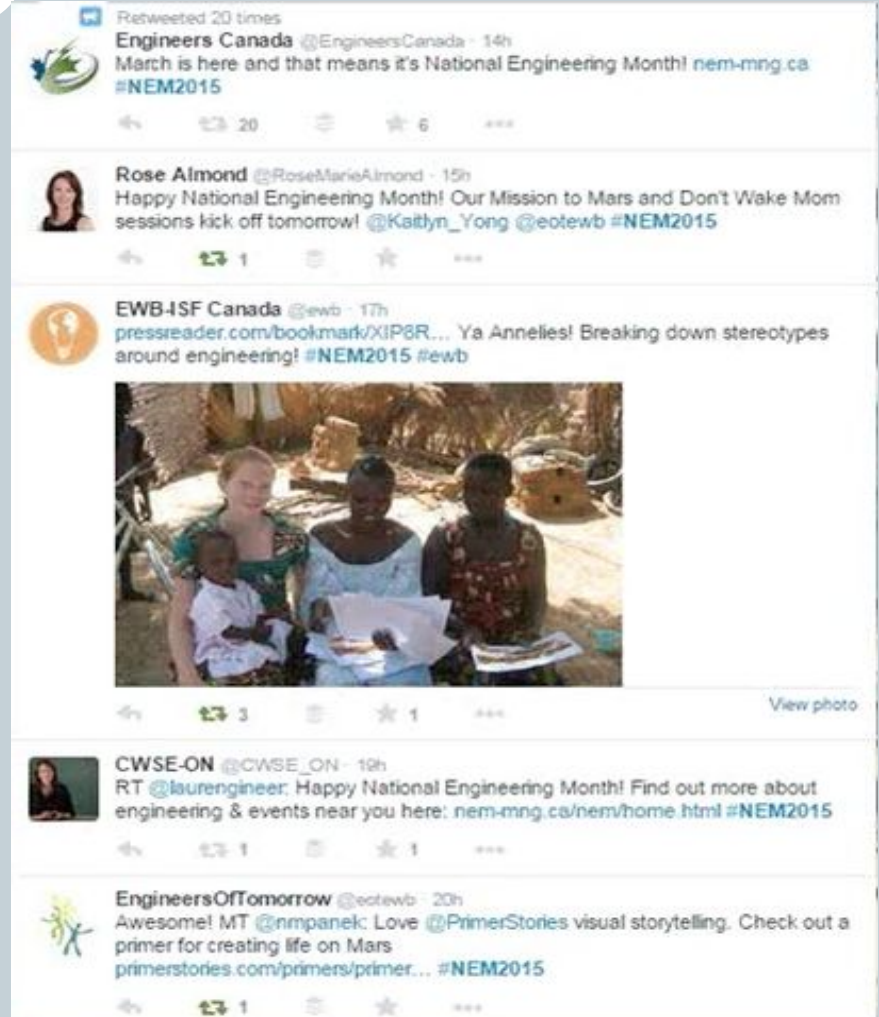 Retweeted 20 times
Engineers Canada @EngineersCanada · 14h
March is here and that means it's National Engineering Month! nem-mng.ca
#NEM2015
20 6
Rose Almond @RoseMarieAlmond · 15h
Happy National Engineering Month! Our Mission to Mars and Don't Wake Mom
sessions kick off tomorrow! @Kaitlyn_Yong @eotewb #NEM2015
1
EWB-ISF Canada @ewb · 17h
pressreader.com/bookmark/XIP8R... Ya Annelies! Breaking down stereotypes
around engineering! #NEM2015 #ewb
View photo
3 1
CWSE-ON @CWSE_ON · 19h
RT @laurengineer: Happy National Engineering Month! Find out more about
engineering & events near you here: nem-mng.ca/nem/home.html #NEM2015
1 1
EngineersOfTomorrow @eotewb · 20h
Awesome! MT @nmpanek: Love @PrimerStories visual storytelling. Check out a
primer for creating life on Mars
primerstories.com/primers/primer... #NEM2015
1